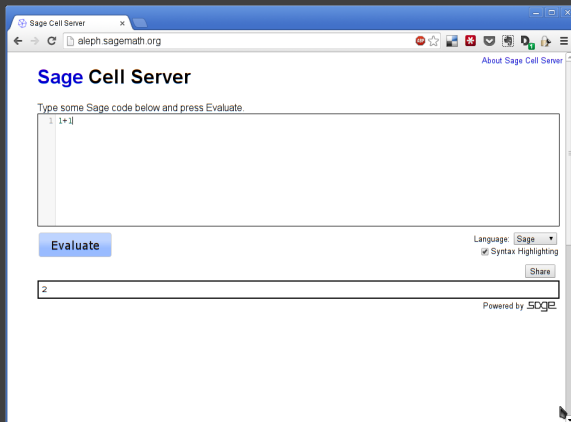 Sage Cell Server
aleph.sagemath.org
About Sage Cell Server
Sage Cell Server
Type some Sage code below and press Evaluate.
1 1+1
Evaluate
Language: Sage
Syntax Highlighting
Share
2
Powered by sage